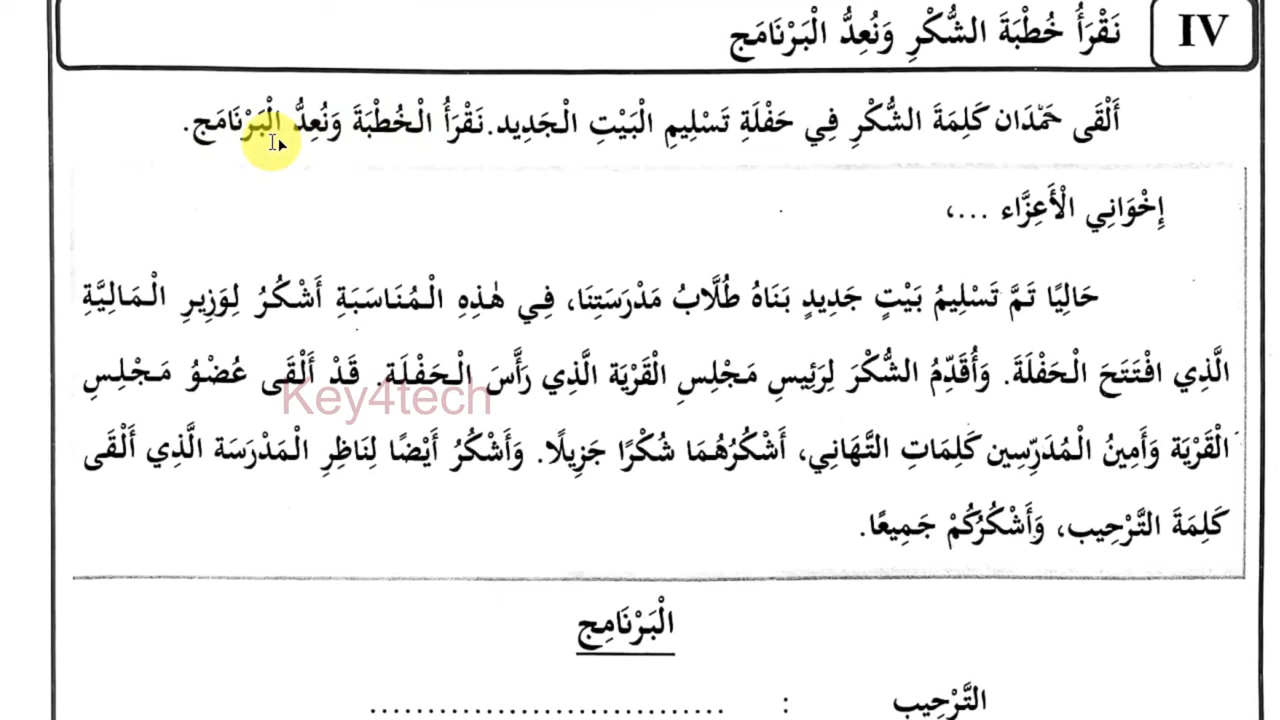 IV نَقْرَأُ خُطْبَةَ الشُّكْرِ وَنُعِدُّ الْبَرْنَامَج
أَلْقَى حَمْدَان كَلِمَةَ الشُّكْرِ فِي حَفْلَةِ تَسْلِيمِ الْبَيْتِ الْجَدِيد.نَقْرَأُ الْخُطْبَةَ وَنُعِدُّ الْبَرْنَامَج.
إِخْوَانِي الْأَعِزَّاء ...،
حَالِيًا تَمَّ تَسْلِيمُ بَيْتٍ جَدِيدٍ بَنَاهُ طُلَّابُ مَدْرَسَتِنَا، فِي هٰذِهِ الْمُنَاسَبَةِ أَشْكُرُ لِوَزِيرِ الْمَالِيَّةِ
الَّذِي افْتَتَحَ الْحَفْلَةَ. وَأُقَدِّمُ الشُّكْرَ لِرَئِيسِ مَجْلِسِ الْقَرْيَة الَّذِي رَأَّسَ الْحَفْلَة. قَدْ أَلْقَى عُضْوُ مَجْلِسِ
الْقَرْيَة وَأَمِينُ الْمُدَرِّسِين كَلِمَاتِ التَّهَانِي، أَشْكُرُهُمَا شُكْرًا جَزِيلًا. وَأَشْكُرُ أَيْضًا لِنَاظِرِ الْمَدْرَسَة الَّذِي أَلْقَى
كَلِمَةَ التَّرْحِيب، وَأَشْكُرُكُمْ جَمِيعًا.
Key4tech
الْبَرْنَامِج
التَّرْحِيب : ..............................